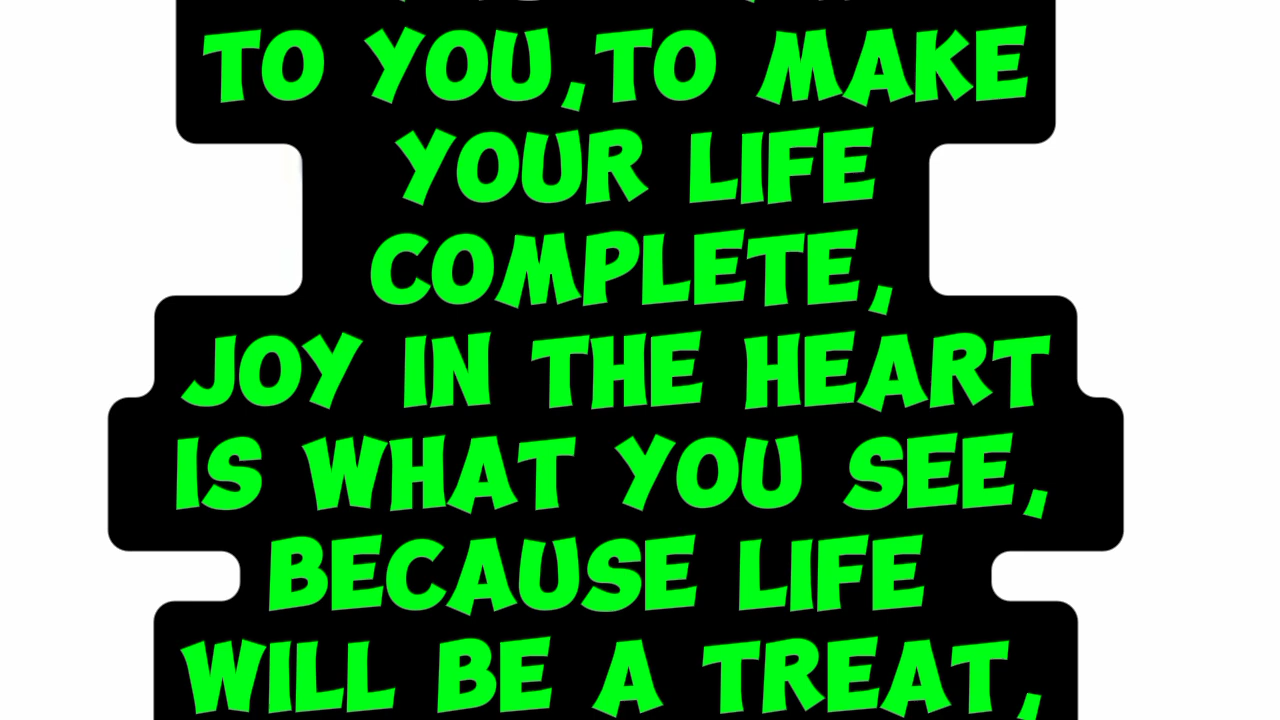 TO YOU,TO MAKE
YOUR LIFE
COMPLETE,
JOY IN THE HEART
IS WHAT YOU SEE,
BECAUSE LIFE
WILL BE A TREAT,